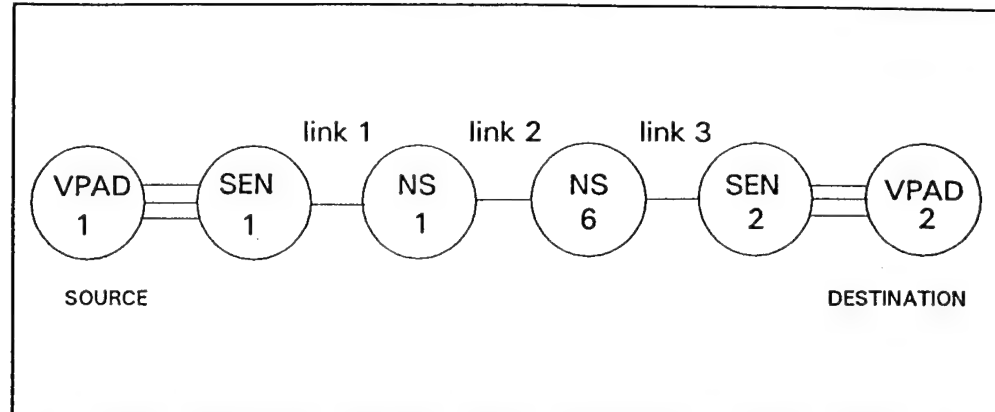 link 1 link 2 link 3
VPAD SEN NS NS SEN VPAD
1 1 1 6 2 2
SOURCE DESTINATION